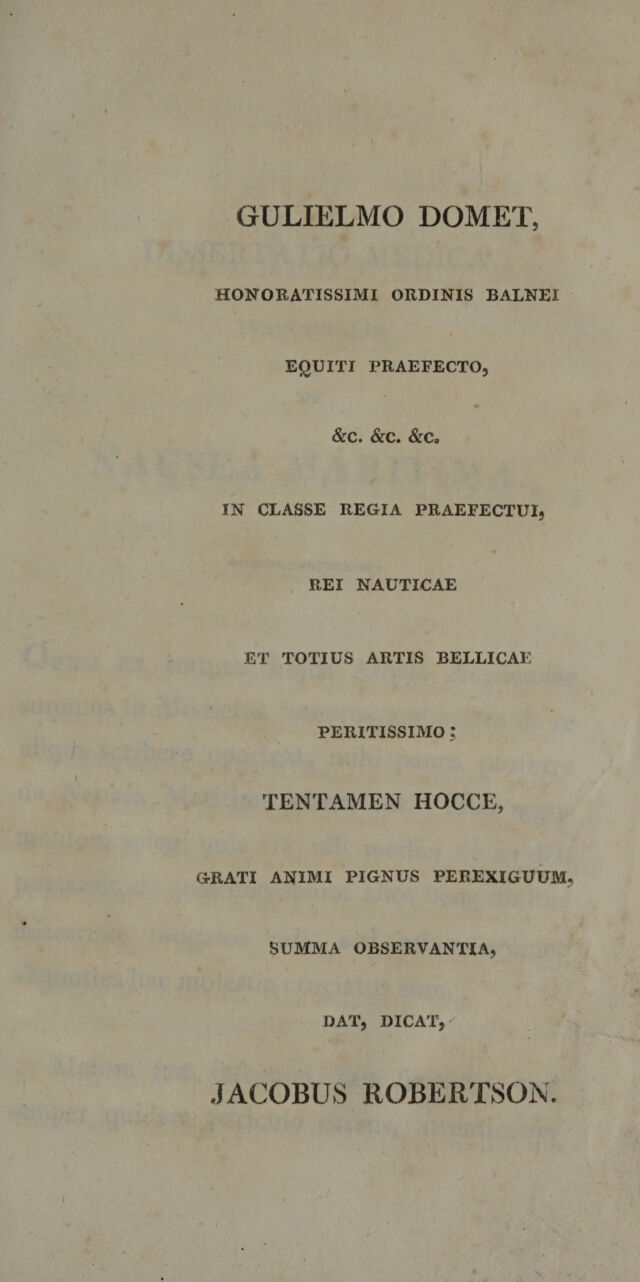 GULIELMO DOMET,
HONORATISSIMI ORDINIS BALNEI
EQUITI PRAEFECTO,
&c. &c. &c.
IN CLASSE REGIA PRAEFECTUI,
REI NAUTICAE
ET TOTIUS ARTIS BELLICAE
PERITISSIMO;
TENTAMEN HOCCE,
GRATI ANIMI PIGNUS PEREXIGUUM,
SUMMA OBSERVANTIA,
DAT, DICAT,
JACOBUS ROBERTSON.